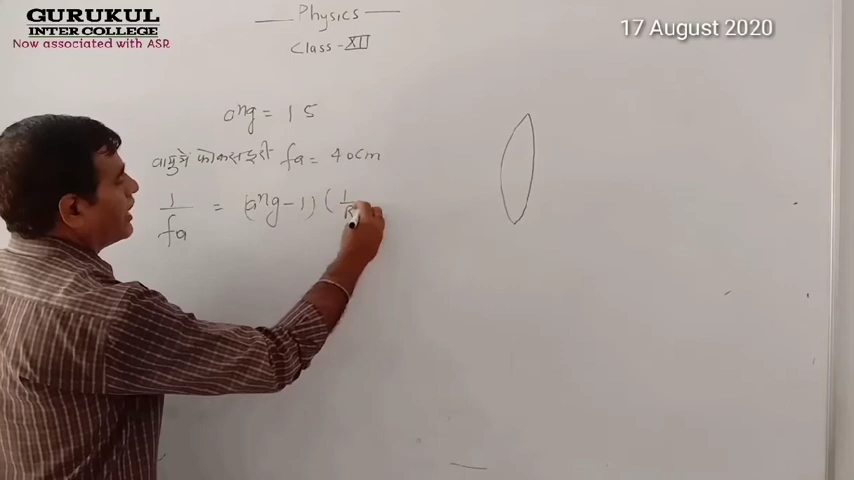 GURUKUL
INTER COLLEGE
Now associated with ASR
17 August 2020
Physics
Class - XII
ang = 1 5
वायु में फोकस दूरी fa = 40cm
1/fa = (ang - 1) (1/R